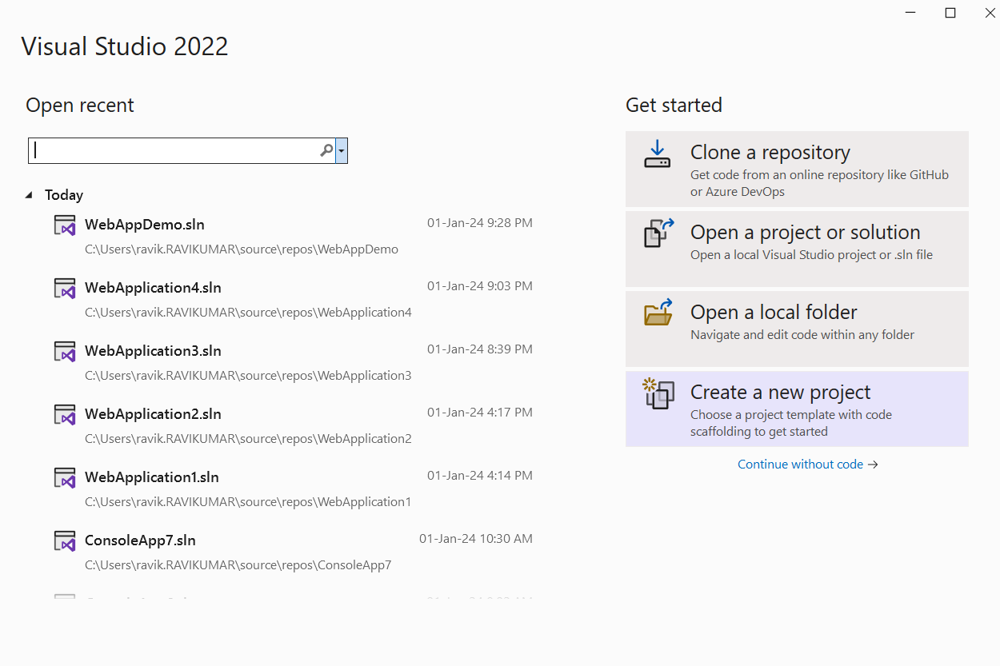 Visual Studio 2022
Open recent
Today
WebAppDemo.sln 01-Jan-24 9:28 PM
C:\Users\ravik.RAVIKUMAR\source\repos\WebAppDemo
WebApplication4.sln 01-Jan-24 9:03 PM
C:\Users\ravik.RAVIKUMAR\source\repos\WebApplication4
WebApplication3.sln 01-Jan-24 8:39 PM
C:\Users\ravik.RAVIKUMAR\source\repos\WebApplication3
WebApplication2.sln 01-Jan-24 4:17 PM
C:\Users\ravik.RAVIKUMAR\source\repos\WebApplication2
WebApplication1.sln 01-Jan-24 4:14 PM
C:\Users\ravik.RAVIKUMAR\source\repos\WebApplication1
ConsoleApp7.sln 01-Jan-24 10:30 AM
C:\Users\ravik.RAVIKUMAR\source\repos\ConsoleApp7
Get started
Clone a repository
Get code from an online repository like GitHub
or Azure DevOps
Open a project or solution
Open a local Visual Studio project or .sln file
Open a local folder
Navigate and edit code within any folder
Create a new project
Choose a project template with code
scaffolding to get started
Continue without code →